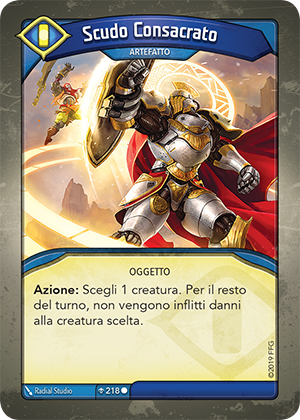 Scudo Consacrato
ARTEFATTO
OGGETTO
Azione: Scegli 1 creatura. Per il resto
del turno, non vengono inflitti danni
alla creatura scelta.
Radial Studio
218
©2019 FFG